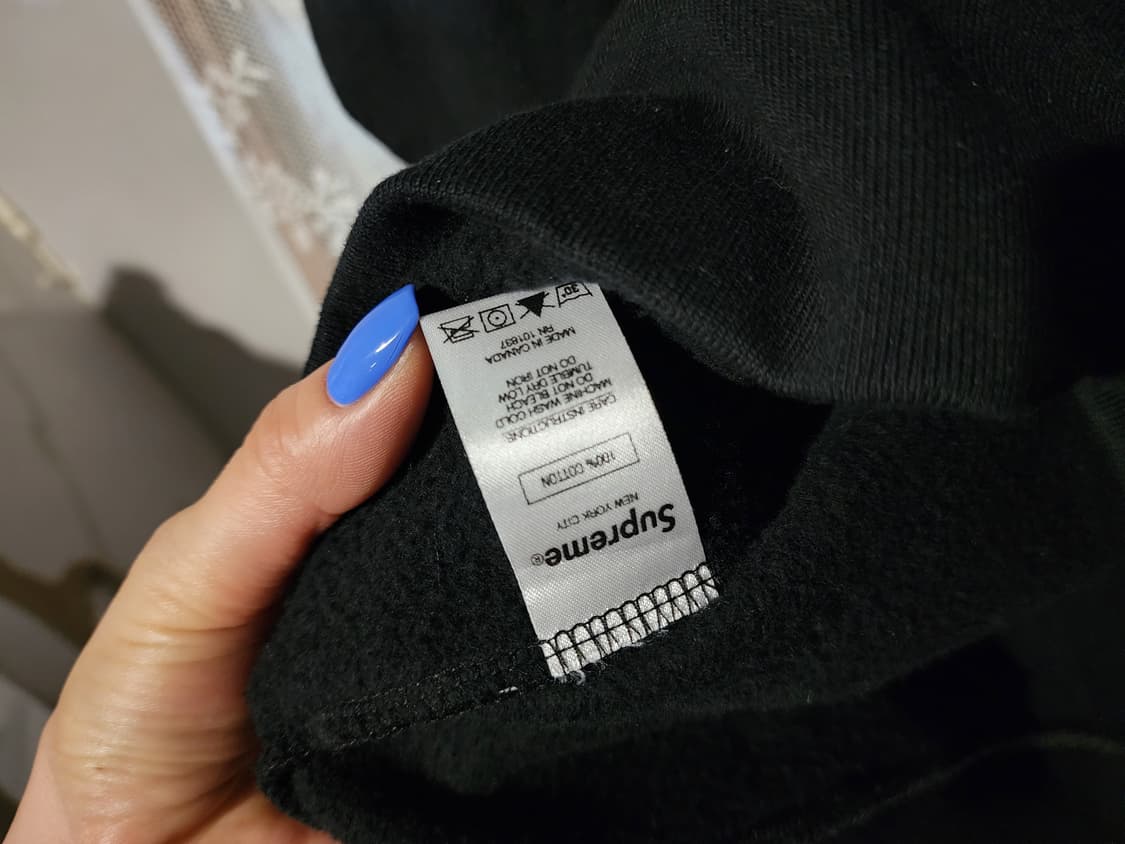 Supreme®
NEW YORK CITY
100% COTTON
CARE INSTRUCTIONS:
MACHINE WASH COLD
DO NOT BLEACH
TUMBLE DRY LOW
DO NOT IRON
MADE IN CANADA
RN 101837
30°